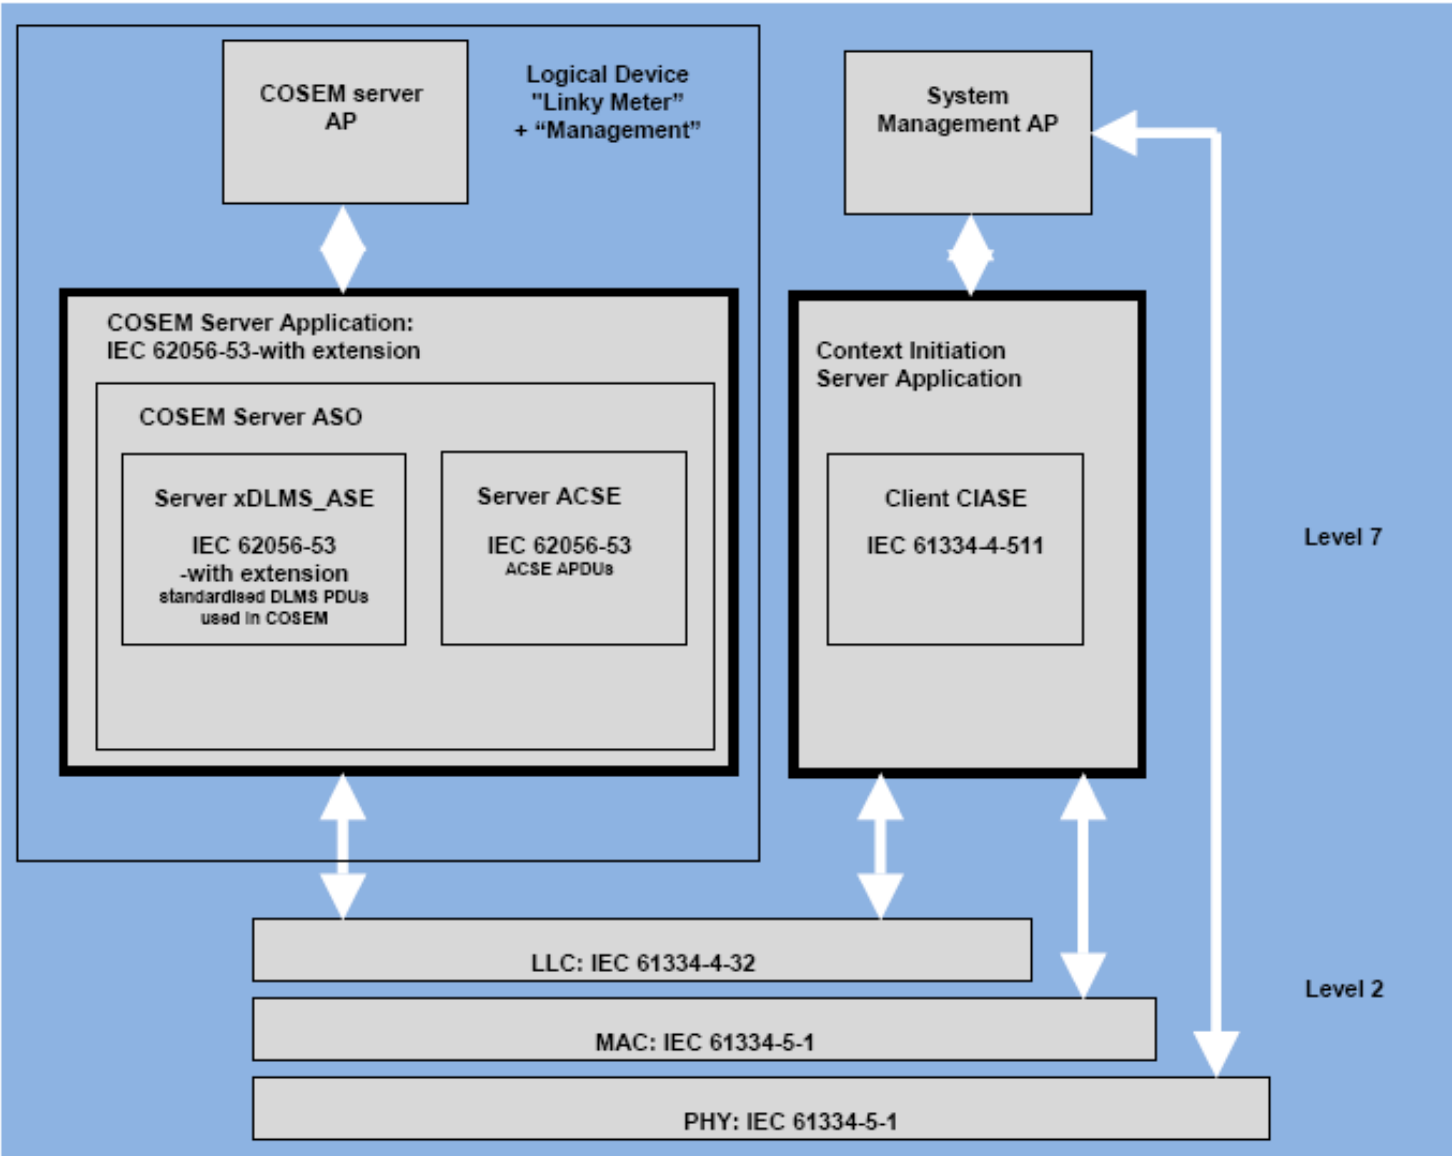 COSEM server
AP
Logical Device
"Linky Meter”
+ “Management”
System
Management AP
COSEM Server Application:
IEC 62056-53-with extension
COSEM Server ASO
Server xDLMS_ASE
IEC 62056-53
-with extension
standardised DLMS PDUs
used in COSEM
Server ACSE
IEC 62056-53
ACSE APDUs
Context Initiation
Server Application
Client CIASE
IEC 61334-4-511
Level 7
LLC: IEC 61334-4-32
Level 2
MAC: IEC 61334-5-1
PHY: IEC 61334-5-1